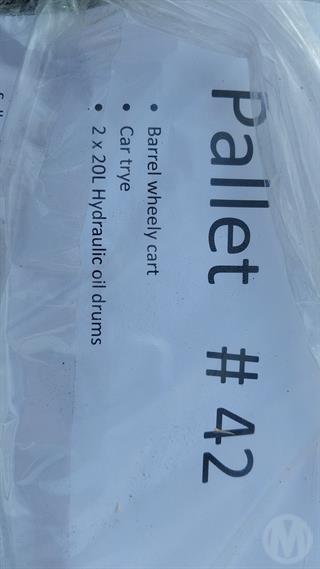 Pallet # 42
• Barrel wheely cart
• Car trye
• 2 x 20L Hydraulic oil drums